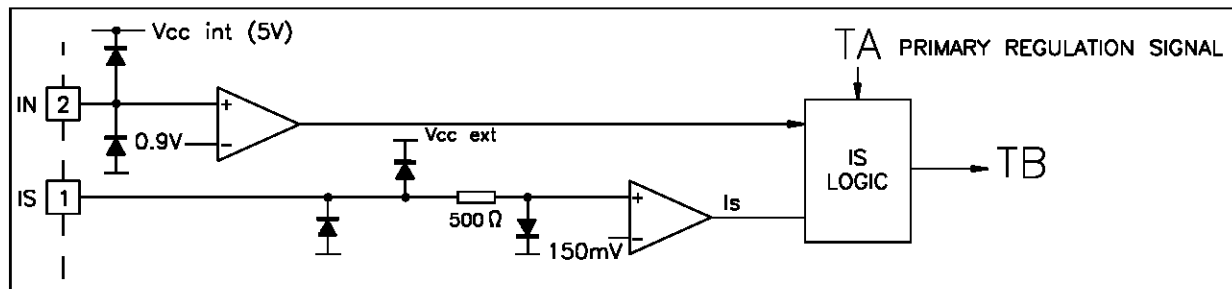 Vcc int (5V)
TA PRIMARY REGULATION SIGNAL
IN 2
+
0.9V −
Vcc ext
IS
LOGIC
TB
IS 1
500 Ω
+
Is
150mV −